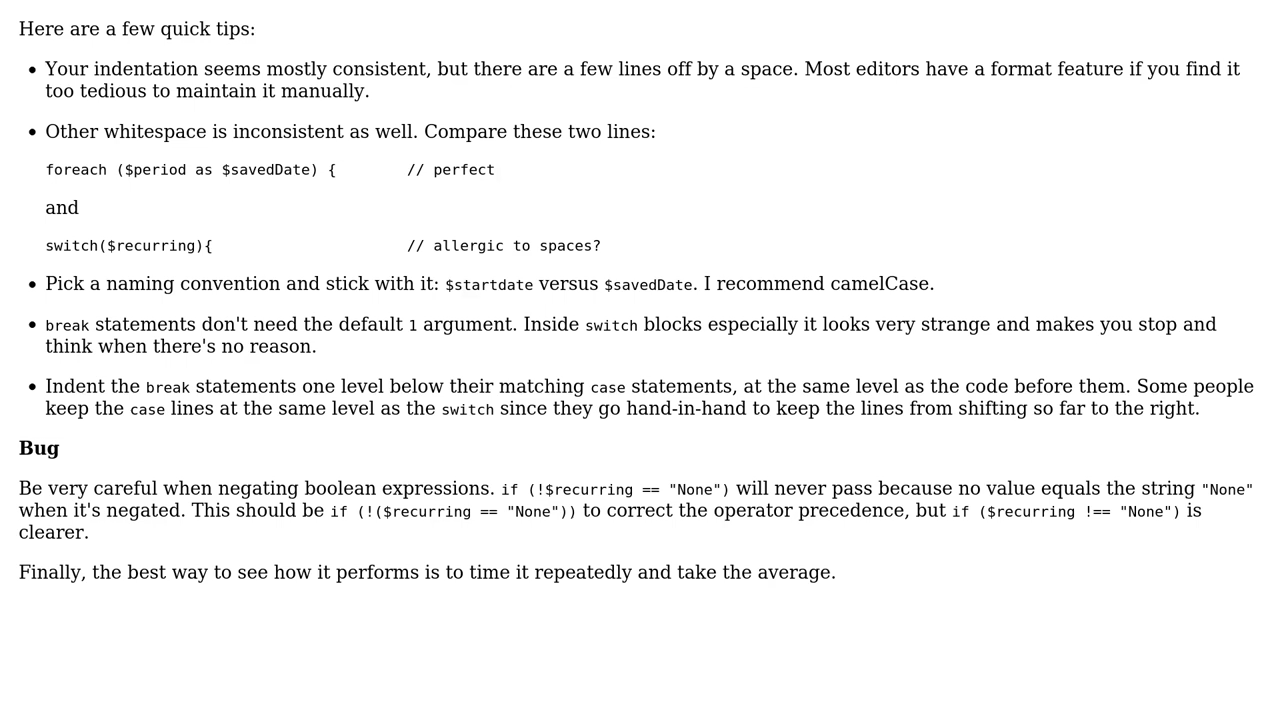 Here are a few quick tips:
• Your indentation seems mostly consistent, but there are a few lines off by a space. Most editors have a format feature if you find it
too tedious to maintain it manually.
• Other whitespace is inconsistent as well. Compare these two lines:
foreach ($period as $savedDate) {        // perfect
and
switch($recurring){                      // allergic to spaces?
• Pick a naming convention and stick with it: $startdate versus $savedDate. I recommend camelCase.
• break statements don't need the default 1 argument. Inside switch blocks especially it looks very strange and makes you stop and
think when there's no reason.
• Indent the break statements one level below their matching case statements, at the same level as the code before them. Some people
keep the case lines at the same level as the switch since they go hand-in-hand to keep the lines from shifting so far to the right.
Bug
Be very careful when negating boolean expressions. if (!$recurring == "None") will never pass because no value equals the string "None"
when it's negated. This should be if (!($recurring == "None")) to correct the operator precedence, but if ($recurring !== "None") is
clearer.
Finally, the best way to see how it performs is to time it repeatedly and take the average.